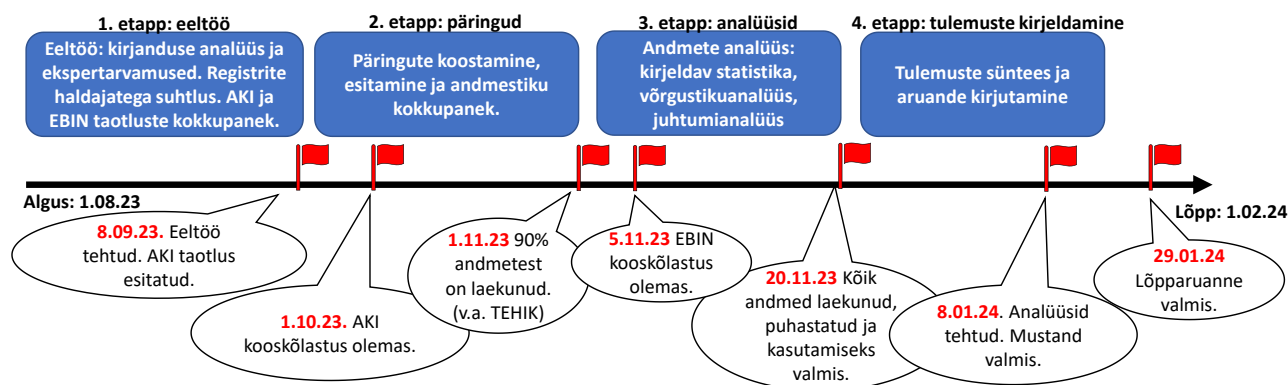 1. etapp: eeltöö
Eeltöö: kirjanduse analüüs ja
ekspertarvamused. Registrite
haldajatega suhtlus. AKI ja
EBIN taotluste kokkupanek.
2. etapp: päringud
Päringute koostamine,
esitamine ja andmestiku
kokkupanek.
3. etapp: analüüsid
Andmete analüüs:
kirjeldav statistika,
võrgustikuanalüüs,
juhtumianalüüs
4. etapp: tulemuste kirjeldamine
Tulemuste süntees ja
aruande kirjutamine
Algus: 1.08.23
Lõpp: 1.02.24
8.09.23. Eeltöö
tehtud. AKI taotlus
esitatud.
1.10.23. AKI
kooskõlastus olemas.
1.11.23 90%
andmetest
on laekunud.
(v.a. TEHIK)
5.11.23 EBIN
kooskõlastus
olemas.
20.11.23 Kõik
andmed laekunud,
puhastatud ja
kasutamiseks
valmis.
8.01.24. Analüüsid
tehtud. Mustand
valmis.
29.01.24
Lõpparuanne
valmis.